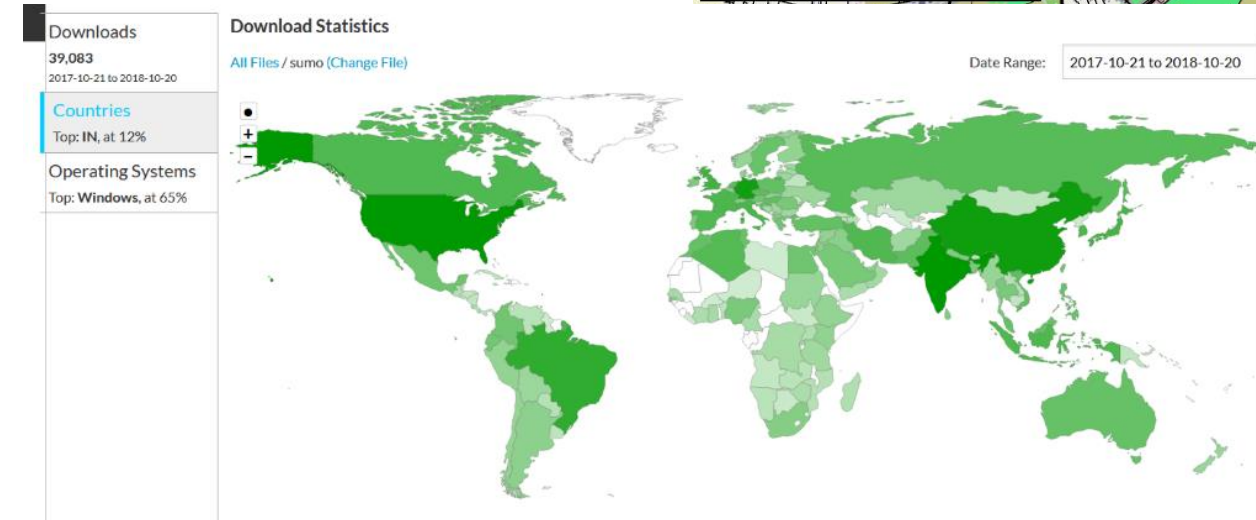 Downloads
39,083
2017-10-21 to 2018-10-20
Countries
Top: IN, at 12%
Operating Systems
Top: Windows, at 65%
Download Statistics
All Files / sumo (Change File)
Date Range: 2017-10-21 to 2018-10-20
+
−